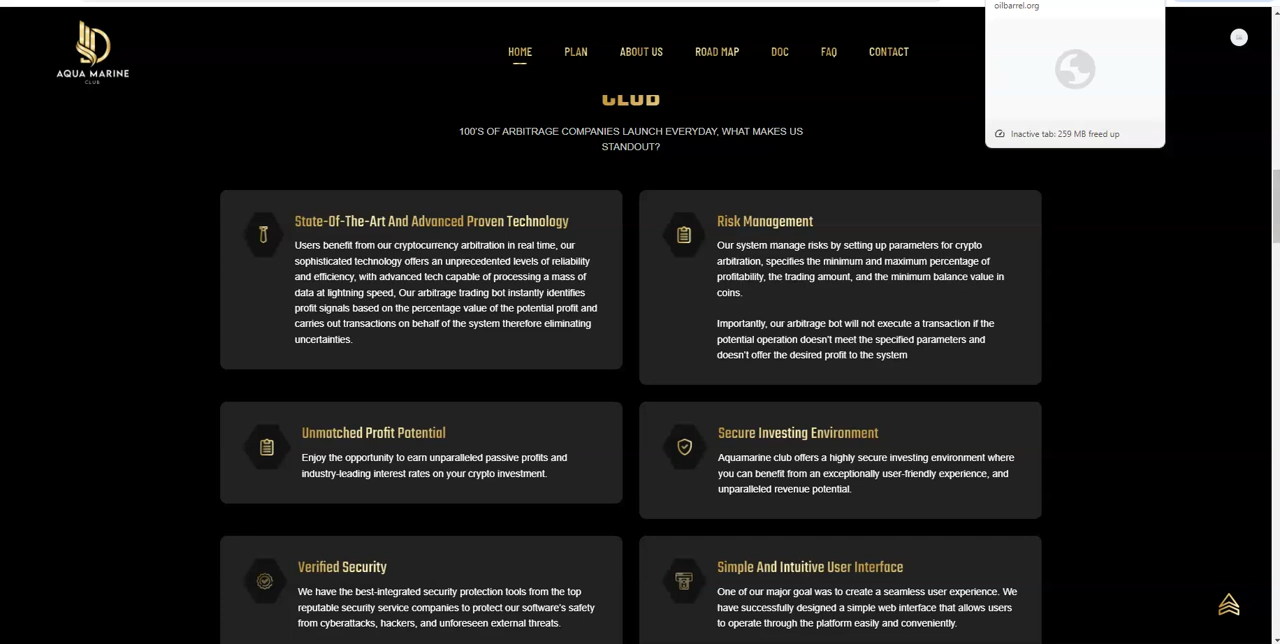 oilbarrel.org
AQUA MARINE
CLUB
HOME PLAN ABOUT US ROAD MAP DOC FAQ CONTACT
Inactive tab: 259 MB freed up
CLUB
100'S OF ARBITRAGE COMPANIES LAUNCH EVERYDAY, WHAT MAKES US
STANDOUT?
State-Of-The-Art And Advanced Proven Technology
Users benefit from our cryptocurrency arbitration in real time, our
sophisticated technology offers an unprecedented levels of reliability
and efficiency, with advanced tech capable of processing a mass of
data at lightning speed, Our arbitrage trading bot instantly identifies
profit signals based on the percentage value of the potential profit and
carries out transactions on behalf of the system therefore eliminating
uncertainties.
Risk Management
Our system manage risks by setting up parameters for crypto
arbitration, specifies the minimum and maximum percentage of
profitability, the trading amount, and the minimum balance value in
coins.
Importantly, our arbitrage bot will not execute a transaction if the
potential operation doesn't meet the specified parameters and
doesn't offer the desired profit to the system
Unmatched Profit Potential
Enjoy the opportunity to earn unparalleled passive profits and
industry-leading interest rates on your crypto investment.
Secure Investing Environment
Aquamarine club offers a highly secure investing environment where
you can benefit from an exceptionally user-friendly experience, and
unparalleled revenue potential.
Verified Security
We have the best-integrated security protection tools from the top
reputable security service companies to protect our software's safety
from cyberattacks, hackers, and unforeseen external threats.
Simple And Intuitive User Interface
One of our major goal was to create a seamless user experience. We
have successfully designed a simple web interface that allows users
to operate through the platform easily and conveniently.